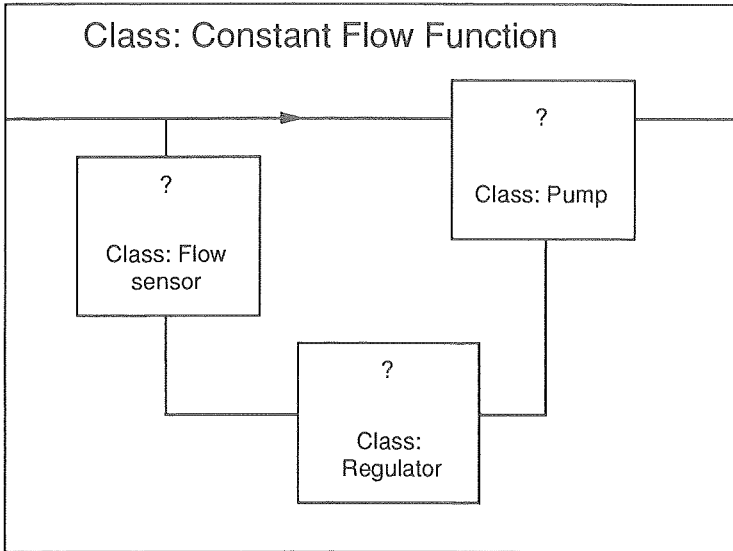 Class: Constant Flow Function
?
Class: Pump
?
Class: Flow
sensor
?
Class:
Regulator